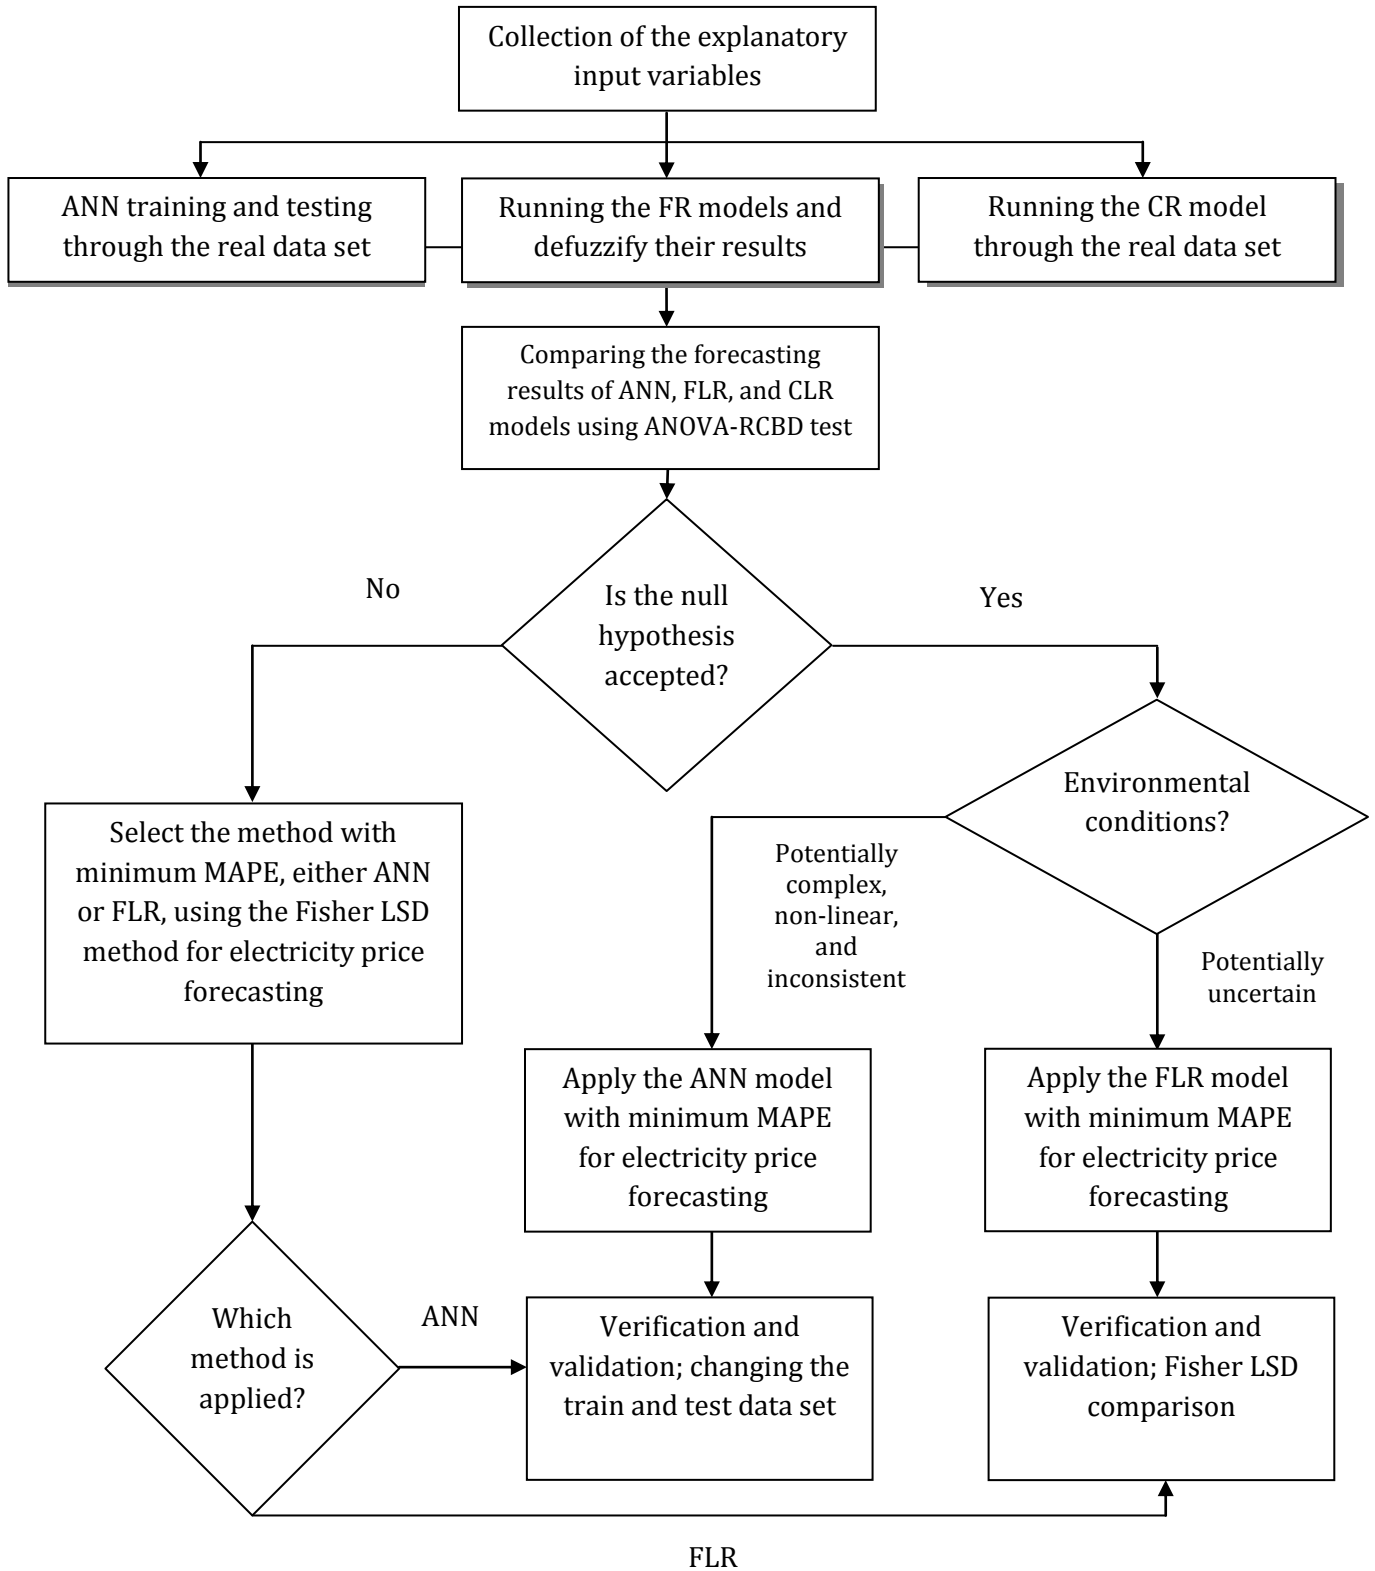 Collection of the explanatory
input variables
ANN training and testing
through the real data set
Running the FR models and
defuzzify their results
Running the CR model
through the real data set
Comparing the forecasting
results of ANN, FLR, and CLR
models using ANOVA-RCBD test
No
Is the null
hypothesis
accepted?
Yes
Environmental
conditions?
Select the method with
minimum MAPE, either ANN
or FLR, using the Fisher LSD
method for electricity price
forecasting
Potentially
complex,
non-linear,
and
inconsistent
Potentially
uncertain
Apply the ANN model
with minimum MAPE
for electricity price
forecasting
Apply the FLR model
with minimum MAPE
for electricity price
forecasting
Which
method is
applied?
ANN
Verification and
validation; changing the
train and test data set
Verification and
validation; Fisher LSD
comparison
FLR